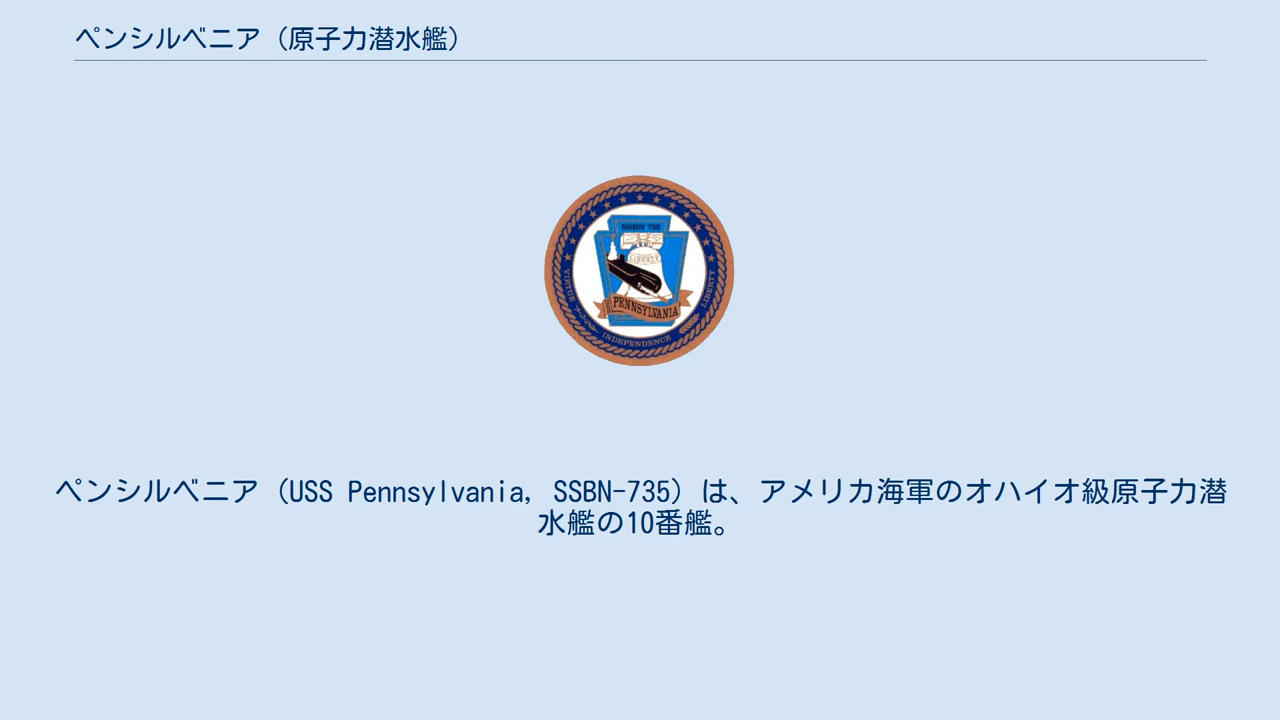 ペンシルベニア（原子力潜水艦）
SSBN 735
LIBERTY
PENNSYLVANIA
VIRTUE
INDEPENDENCE
LIBERTY
ペンシルベニア（USS Pennsylvania, SSBN-735）は、アメリカ海軍のオハイオ級原子力潜
水艦の10番艦。